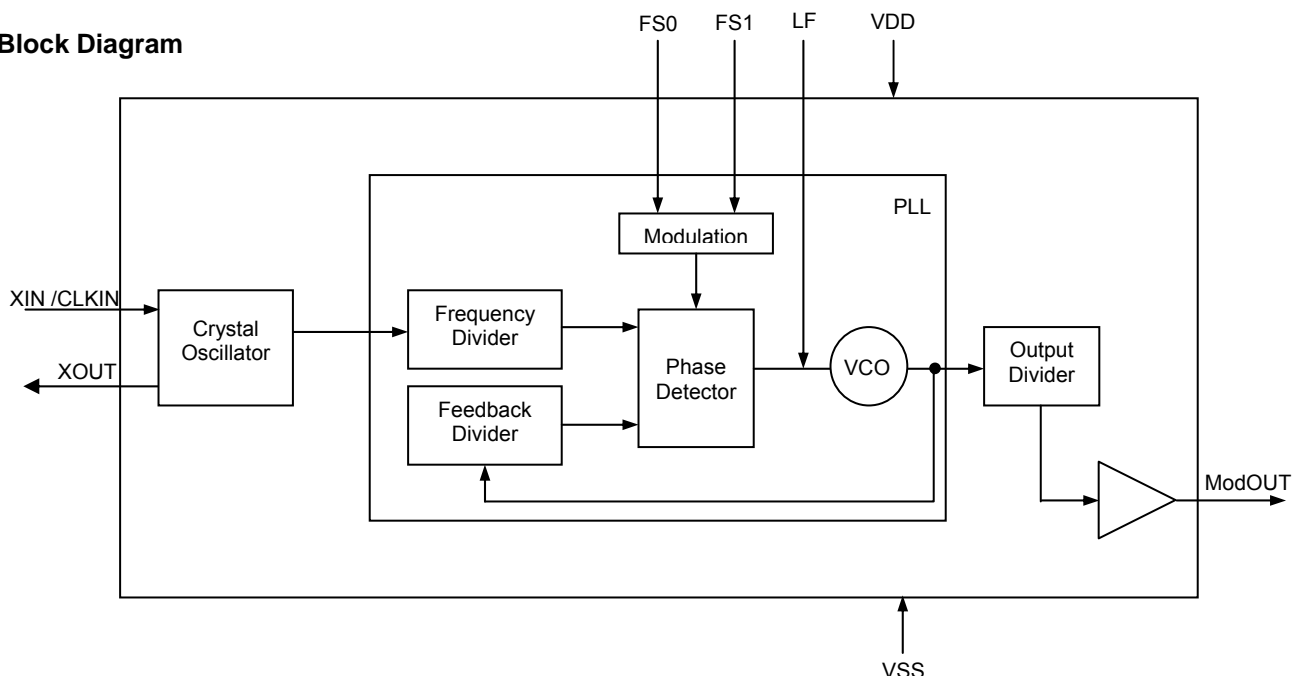 Block Diagram
FS0
FS1
LF
VDD
PLL
Modulation
XIN /CLKIN
XOUT
Crystal
Oscillator
Frequency
Divider
Feedback
Divider
Phase
Detector
VCO
Output
Divider
ModOUT
VSS